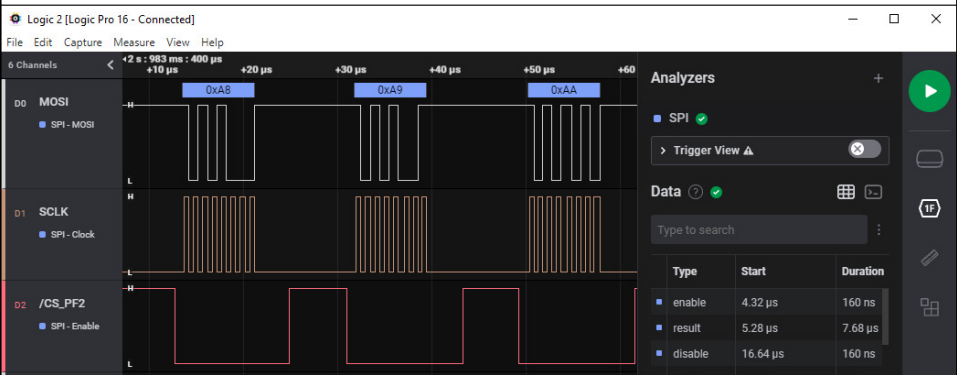 Logic 2 [Logic Pro 16 - Connected]
File Edit Capture Measure View Help
6 Channels
2 s : 983 ms : 400 µs
+10 µs +20 µs +30 µs +40 µs +50 µs +60
D0 MOSI
SPI - MOSI
H
L
0xA8 0xA9 0xAA
D1 SCLK
SPI - Clock
H
L
D2 /CS_PF2
SPI - Enable
H
L
Analyzers
SPI
Trigger View
Data
Type to search
Type Start Duration
enable 4.32 µs 160 ns
result 5.28 µs 7.68 µs
disable 16.64 µs 160 ns
1F